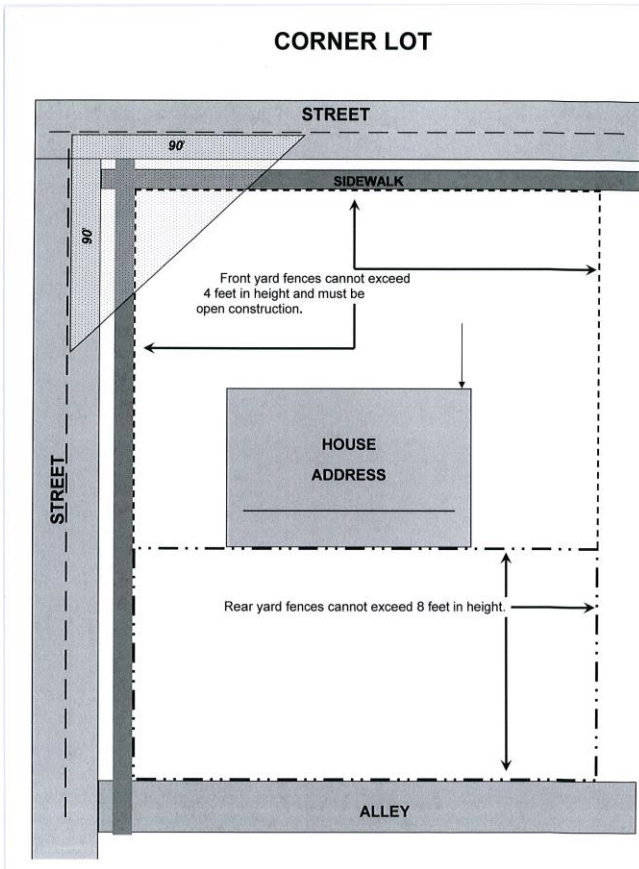 CORNER LOT
STREET
90'
SIDEWALK
90'
Front yard fences cannot exceed
4 feet in height and must be
open construction.
HOUSE
ADDRESS
STREET
Rear yard fences cannot exceed 8 feet in height.
ALLEY